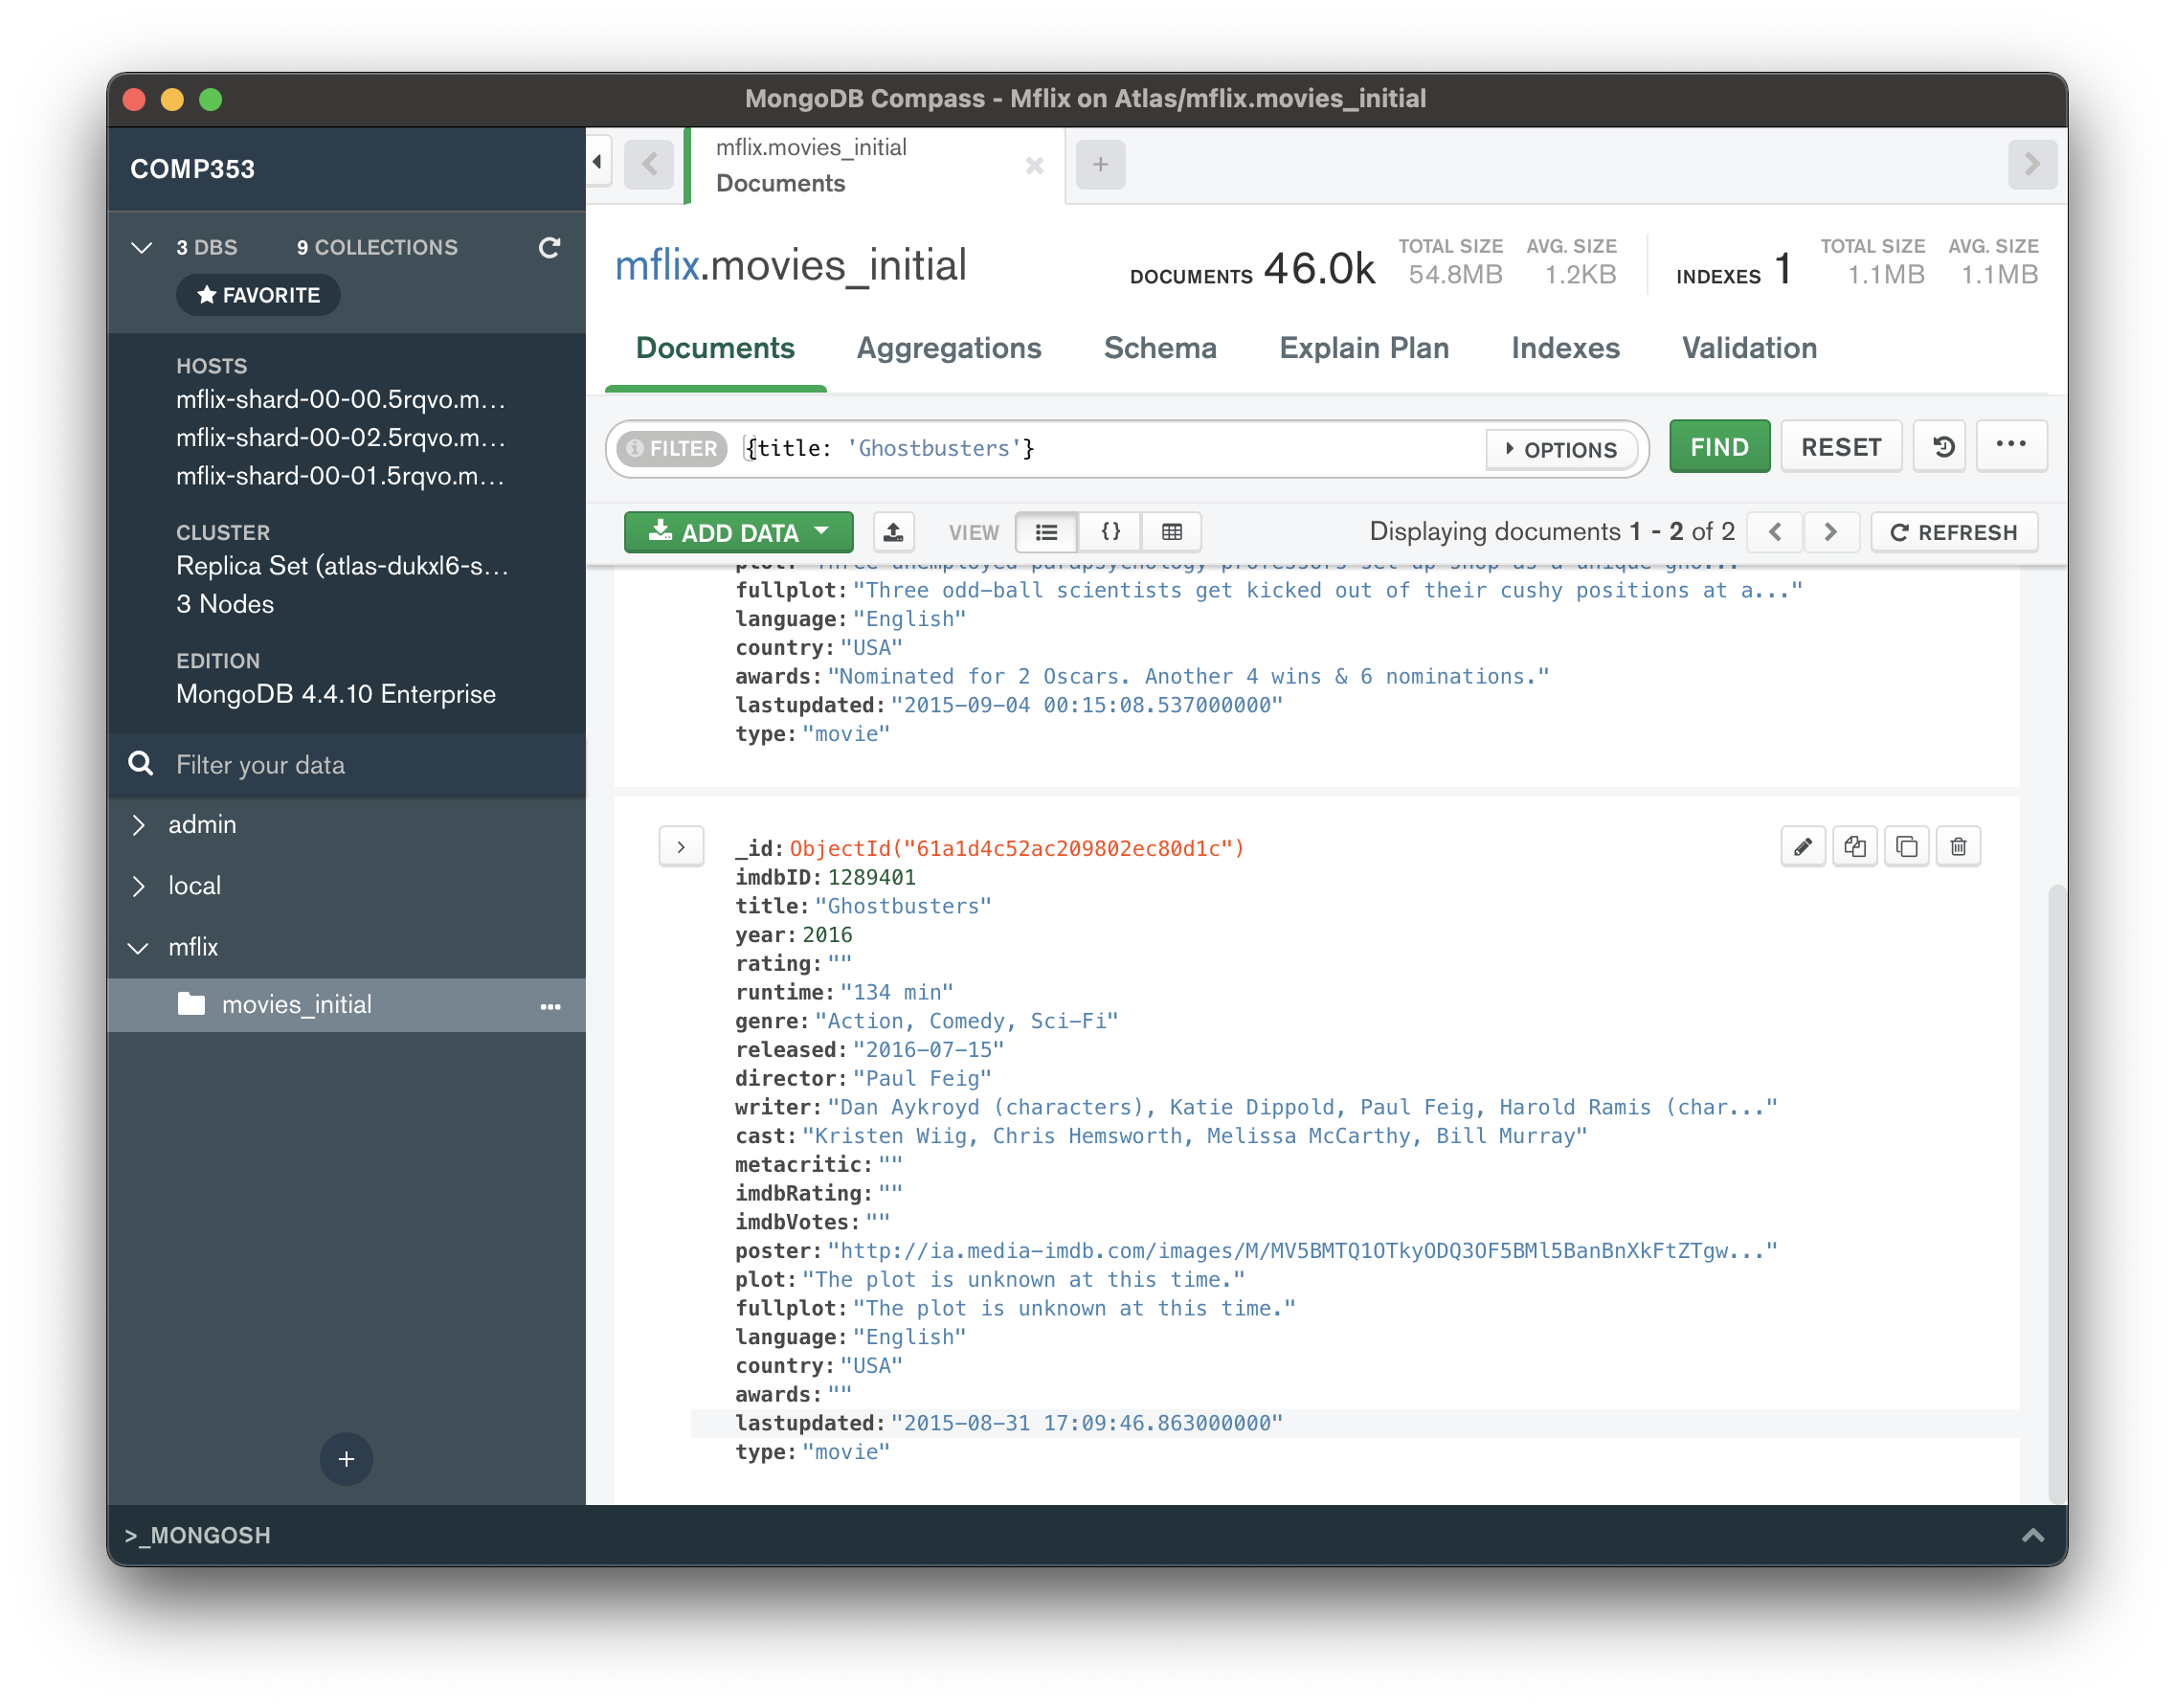 MongoDB Compass - Mflix on Atlas/mflix.movies_initial
COMP353
3 DBS 9 COLLECTIONS
FAVORITE
HOSTS
mflix-shard-00-00.5rqvo.m...
mflix-shard-00-02.5rqvo.m...
mflix-shard-00-01.5rqvo.m...
CLUSTER
Replica Set (atlas-dukxl6-s...
3 Nodes
EDITION
MongoDB 4.4.10 Enterprise
Filter your data
admin
local
mflix
movies_initial
mflix.movies_initial
Documents
mflix.movies_initial
DOCUMENTS 46.0k TOTAL SIZE 54.8MB AVG. SIZE 1.2KB INDEXES 1 TOTAL SIZE 1.1MB AVG. SIZE 1.1MB
Documents Aggregations Schema Explain Plan Indexes Validation
FILTER {title: 'Ghostbusters'} OPTIONS FIND RESET
ADD DATA VIEW {} Displaying documents 1 - 2 of 2 REFRESH
plot: "Three unemployed parapsychology professors set up shop as a unique gho..."
fullplot: "Three odd-ball scientists get kicked out of their cushy positions at a..."
language: "English"
country: "USA"
awards: "Nominated for 2 Oscars. Another 4 wins & 6 nominations."
lastupdated: "2015-09-04 00:15:08.537000000"
type: "movie"
_id: ObjectId("61a1d4c52ac209802ec80d1c")
imdbID: 1289401
title: "Ghostbusters"
year: 2016
rating: ""
runtime: "134 min"
genre: "Action, Comedy, Sci-Fi"
released: "2016-07-15"
director: "Paul Feig"
writer: "Dan Aykroyd (characters), Katie Dippold, Paul Feig, Harold Ramis (char..."
cast: "Kristen Wiig, Chris Hemsworth, Melissa McCarthy, Bill Murray"
metacritic: ""
imdbRating: ""
imdbVotes: ""
poster: "http://ia.media-imdb.com/images/M/MV5BMTQ1OTkyODQ3OF5BMl5BanBnXkFtZTgw..."
plot: "The plot is unknown at this time."
fullplot: "The plot is unknown at this time."
language: "English"
country: "USA"
awards: ""
lastupdated: "2015-08-31 17:09:46.863000000"
type: "movie"
>_MONGOSH